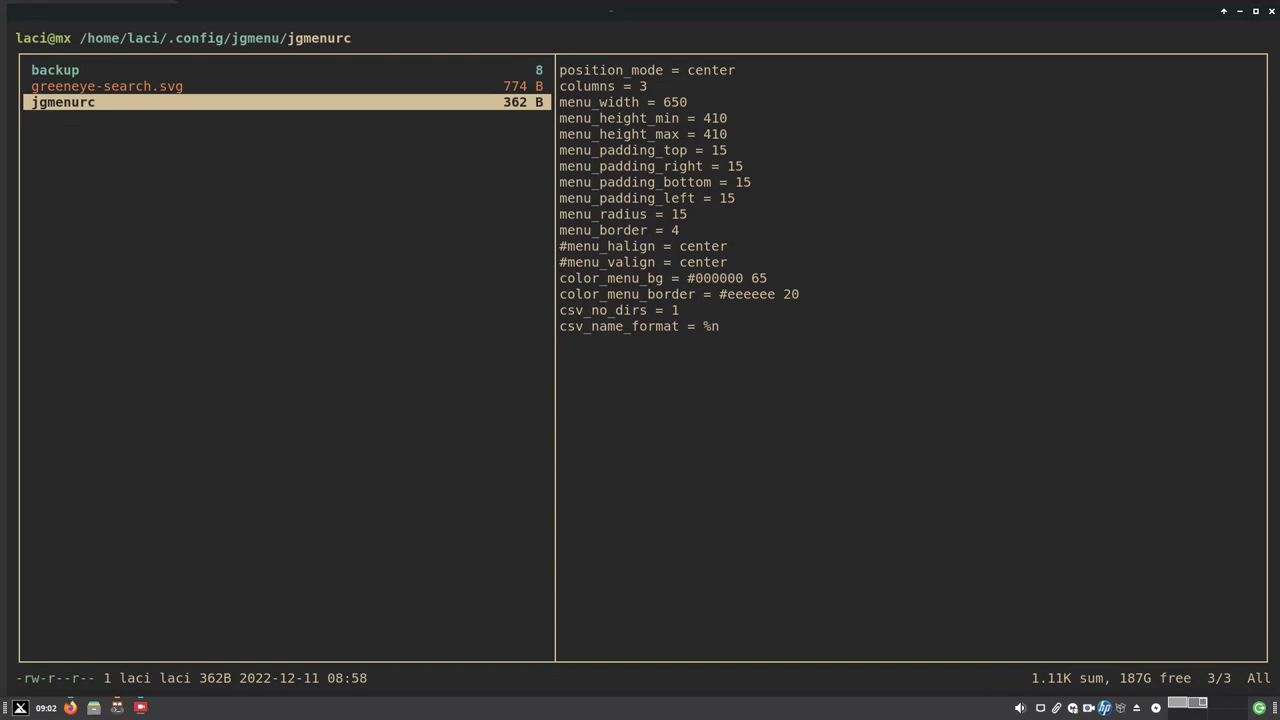 ~
laci@mx /home/laci/.config/jgmenu/jgmenurc
backup 8
greeneye-search.svg 774 B
jgmenurc 362 B
position_mode = center
columns = 3
menu_width = 650
menu_height_min = 410
menu_height_max = 410
menu_padding_top = 15
menu_padding_right = 15
menu_padding_bottom = 15
menu_padding_left = 15
menu_radius = 15
menu_border = 4
#menu_halign = center
#menu_valign = center
color_menu_bg = #000000 65
color_menu_border = #eeeeee 20
csv_no_dirs = 1
csv_name_format = %n
-rw-r--r-- 1 laci laci 362B 2022-12-11 08:58 1.11K sum, 187G free 3/3 All
09:02 hp